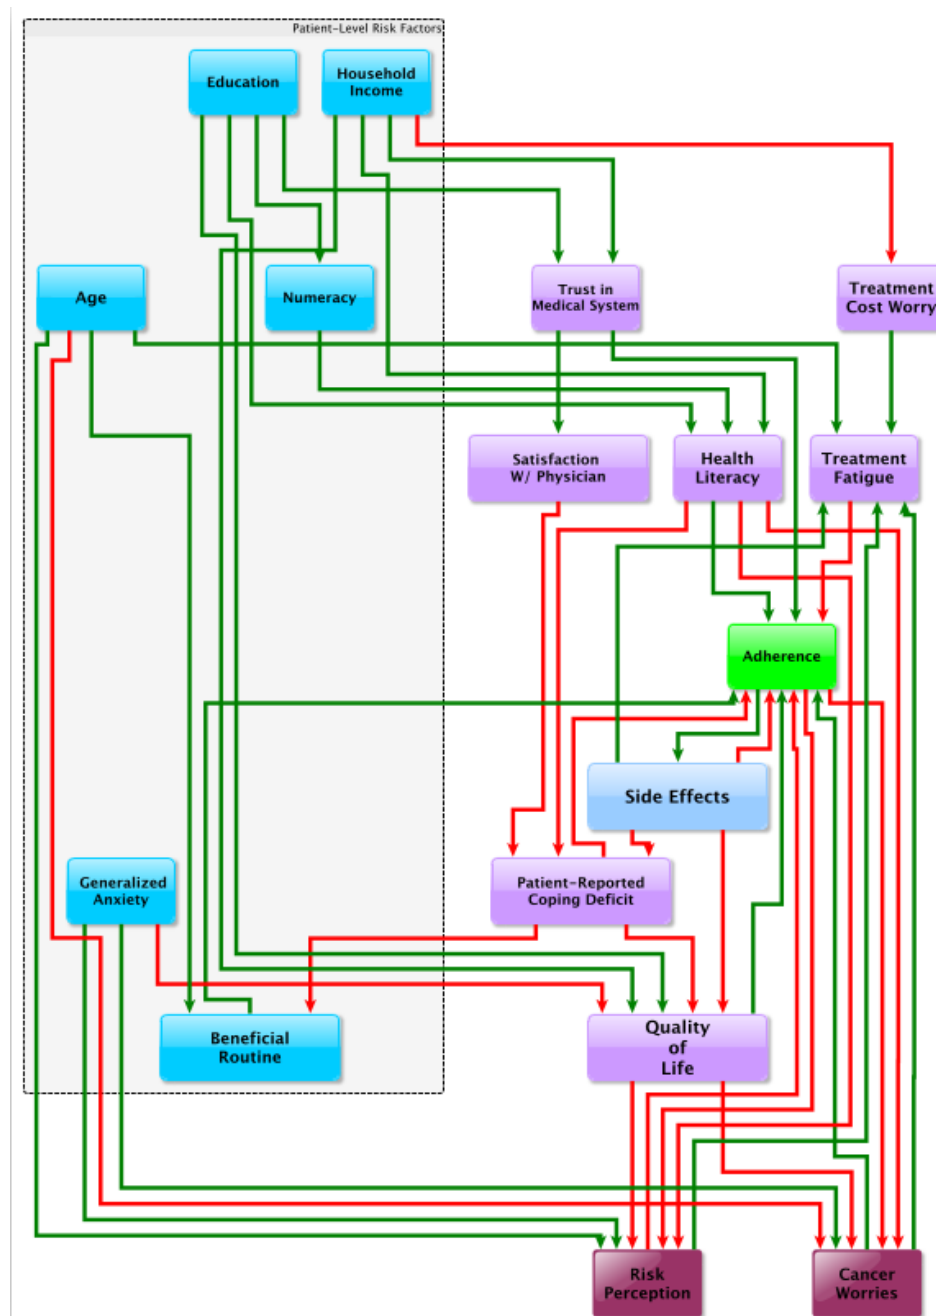 Patient-Level Risk Factors
Education
Household
Income
Age
Numeracy
Trust in
Medical System
Treatment
Cost Worry
Satisfaction
W/ Physician
Health
Literacy
Treatment
Fatigue
Adherence
Side Effects
Generalized
Anxiety
Patient-Reported
Coping Deficit
Beneficial
Routine
Quality
of
Life
Risk
Perception
Cancer
Worries